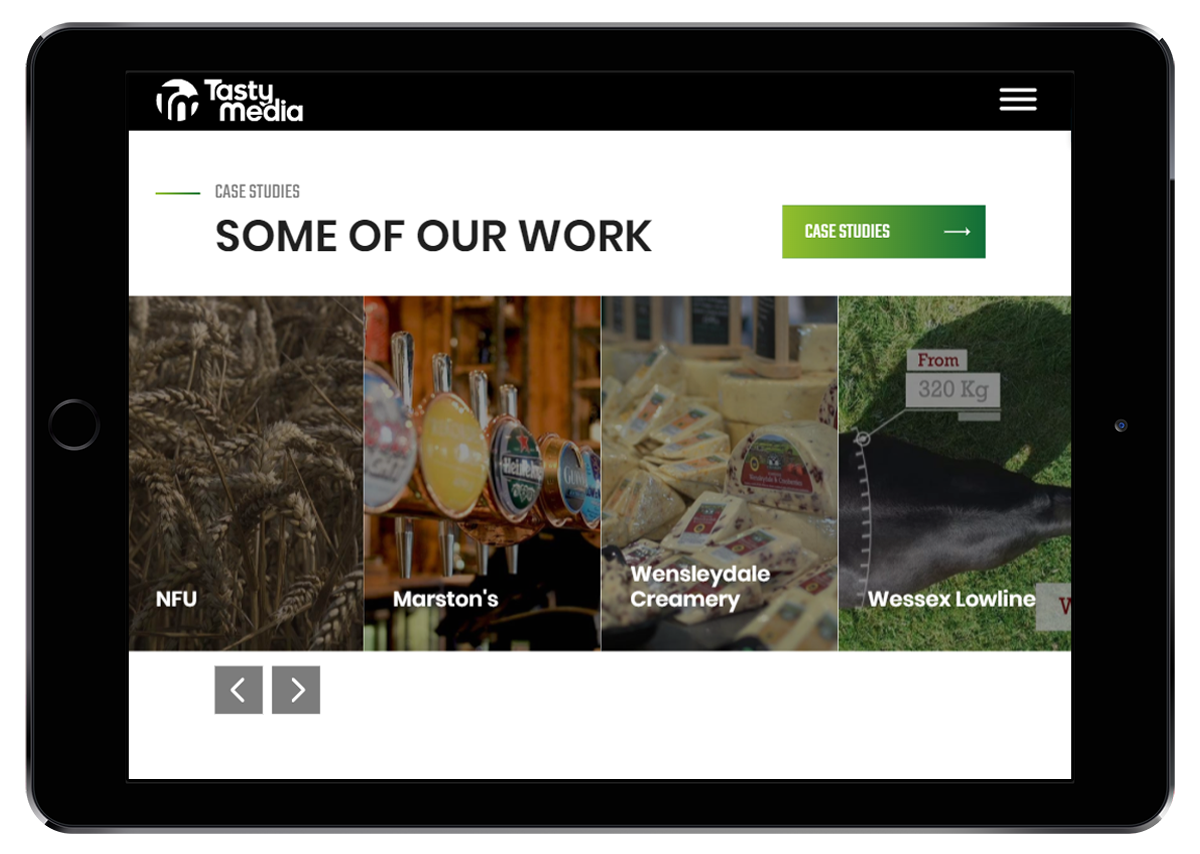 Tasty
media
CASE STUDIES
SOME OF OUR WORK
CASE STUDIES
From
320 Kg
Heineken
NFU
Marston's
Wensleydale
Creamery
Wessex Lowline
W